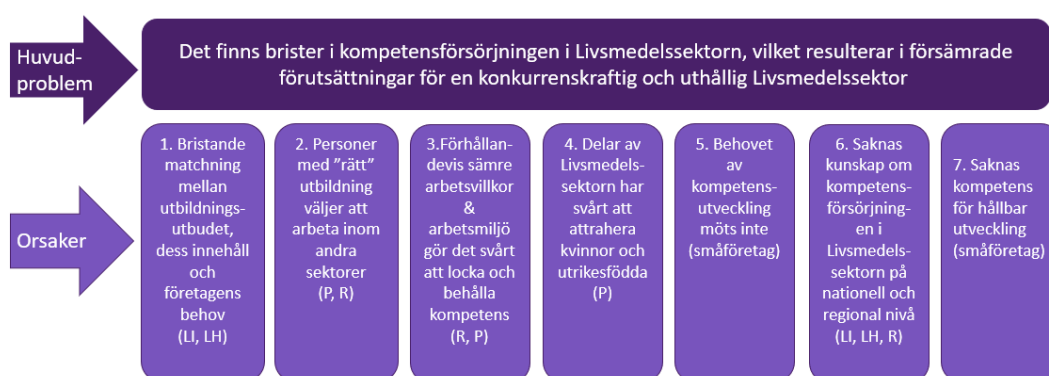 Huvud-
problem
Det finns brister i kompetensförsörjningen i Livsmedelssektorn, vilket resulterar i försämrade
förutsättningar för en konkurrenskraftig och uthållig Livsmedelssektor
Orsaker
1. Bristande
matchning
mellan
utbildnings-
utbudet,
dess innehåll
och
företagens
behov
(LI, LH)
2. Personer
med ”rätt”
utbildning
väljer att
arbeta inom
andra
sektorer
(P, R)
3.Förhållan-
devis sämre
arbetsvillkor
&
arbetsmiljö
gör det svårt
att locka och
behålla
kompetens
(R, P)
4. Delar av
Livsmedels-
sektorn har
svårt att
attrahera
kvinnor och
utrikesfödda
(P)
5. Behovet
av
kompetens-
utveckling
möts inte
(småföretag)
6. Saknas
kunskap om
kompetens-
försörjning-
en i
Livsmedels-
sektorn på
nationell och
regional nivå
(LI, LH, R)
7. Saknas
kompetens
för hållbar
utveckling
(småföretag)